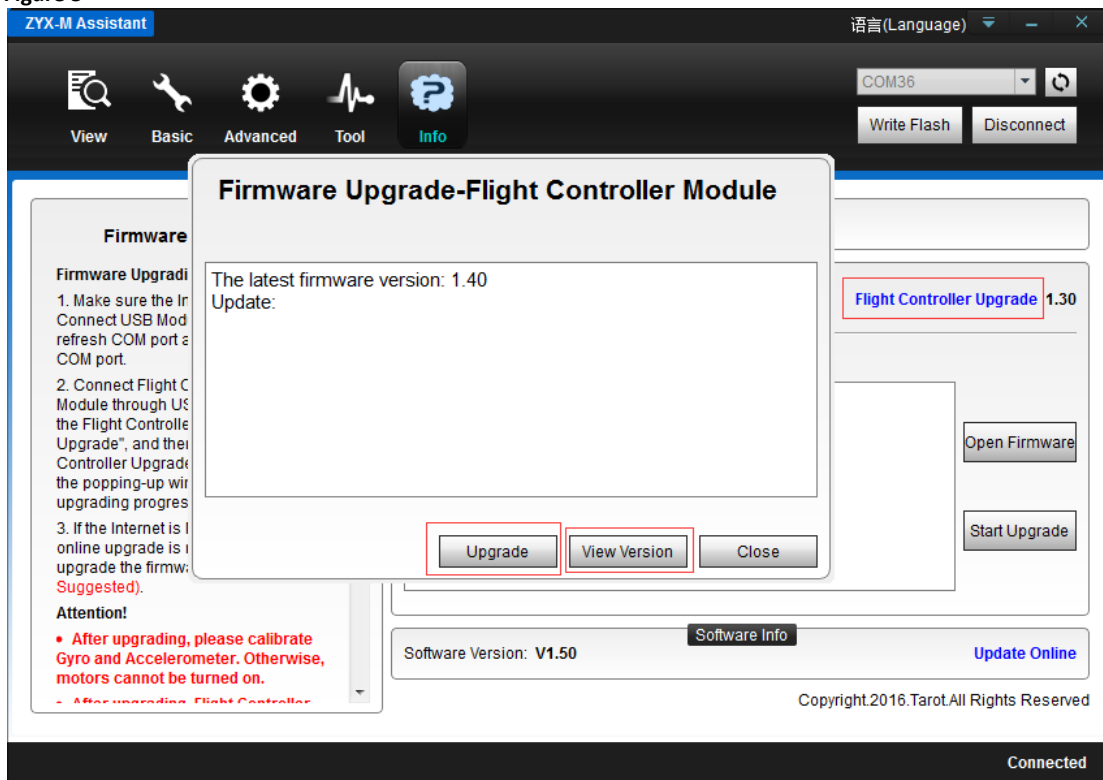 ZYX-M Assistant
语言(Language)
View Basic Advanced Tool Info
COM36
Write Flash Disconnect
Firmware Upgrade-Flight Controller Module
The latest firmware version: 1.40
Update:
Upgrade View Version Close
Firmware
Firmware Upgradi
1. Make sure the
Connect USB Mod
refresh COM port
COM port.
2. Connect Flight
Module through
the Flight Controlle
Upgrade", and
Controller Upgrade
the popping-up
upgrading progres
3. If the Internet is
online upgrade is
upgrade the
Suggested).
Attention!
• After upgrading, please calibrate
Gyro and Accelerometer. Otherwise,
motors cannot be turned on.
• After upgrading, Flight Controller
Flight Controller Upgrade 1.30
Open Firmware
Start Upgrade
Software Info
Software Version: V1.50
Update Online
Copyright.2016.Tarot.All Rights Reserved
Connected